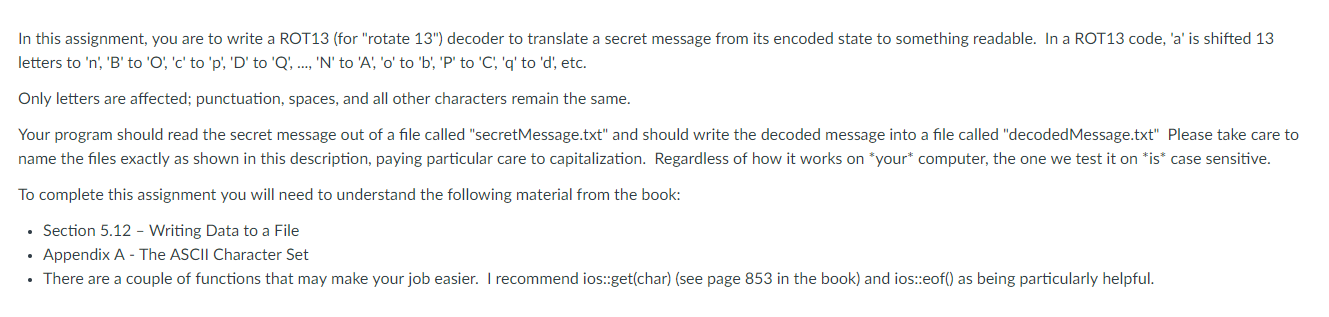 In this assignment, you are to write a ROT13 (for "rotate 13") decoder to translate a secret message from its encoded state to something readable.  In a ROT13 code, 'a' is shifted 13
letters to 'n', 'B' to 'O', 'c' to 'p', 'D' to 'Q', ..., 'N' to 'A', 'o' to 'b', 'P' to 'C', 'q' to 'd', etc.
Only letters are affected; punctuation, spaces, and all other characters remain the same.
Your program should read the secret message out of a file called "secretMessage.txt" and should write the decoded message into a file called "decodedMessage.txt"  Please take care to
name the files exactly as shown in this description, paying particular care to capitalization.  Regardless of how it works on *your* computer, the one we test it on *is* case sensitive.
To complete this assignment you will need to understand the following material from the book:
• Section 5.12 – Writing Data to a File
• Appendix A - The ASCII Character Set
• There are a couple of functions that may make your job easier.  I recommend ios::get(char) (see page 853 in the book) and ios::eof() as being particularly helpful.